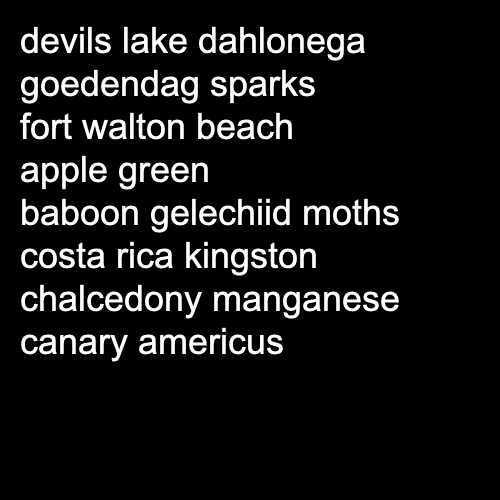 devils lake dahlonega
goedendag sparks
fort walton beach
apple green
baboon gelechiid moths
costa rica kingston
chalcedony manganese
canary americus